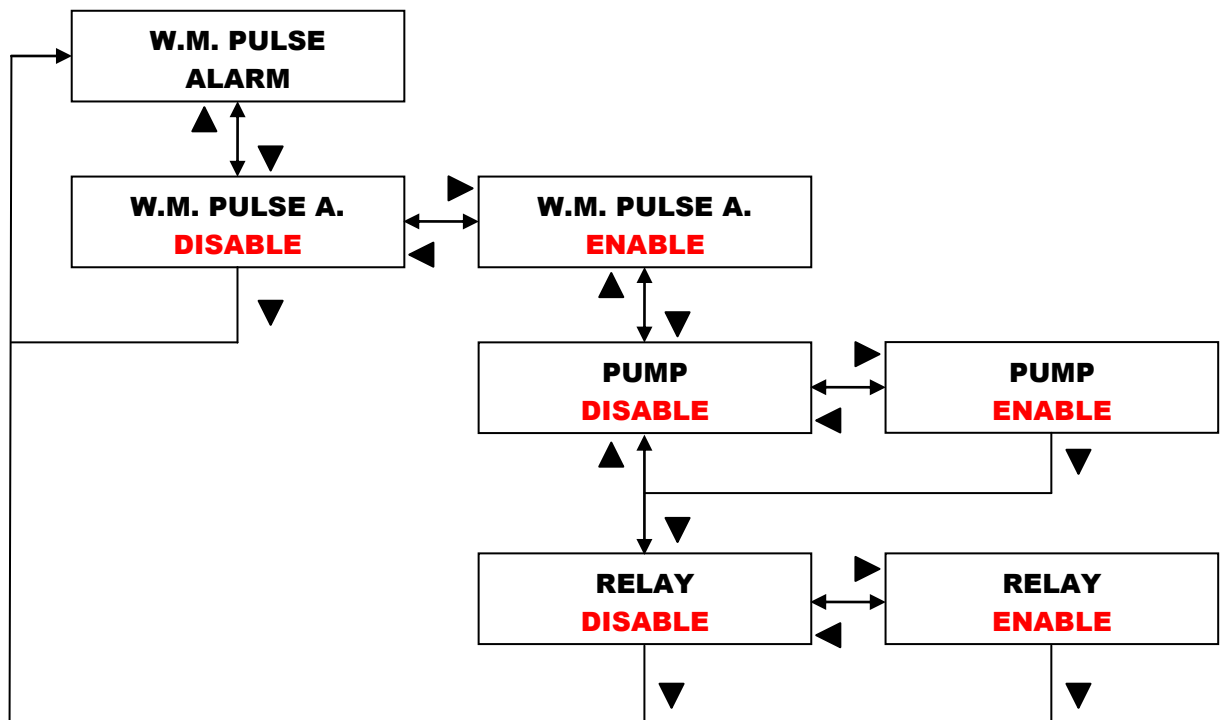 W.M. PULSE
ALARM
W.M. PULSE A.
DISABLE
W.M. PULSE A.
ENABLE
PUMP
DISABLE
PUMP
ENABLE
RELAY
DISABLE
RELAY
ENABLE